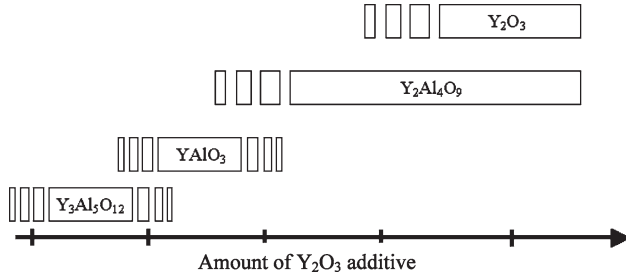 Y₂O₃
Y₂Al₄O₉
YAlO₃
Y₃Al₅O₁₂
Amount of Y₂O₃ additive